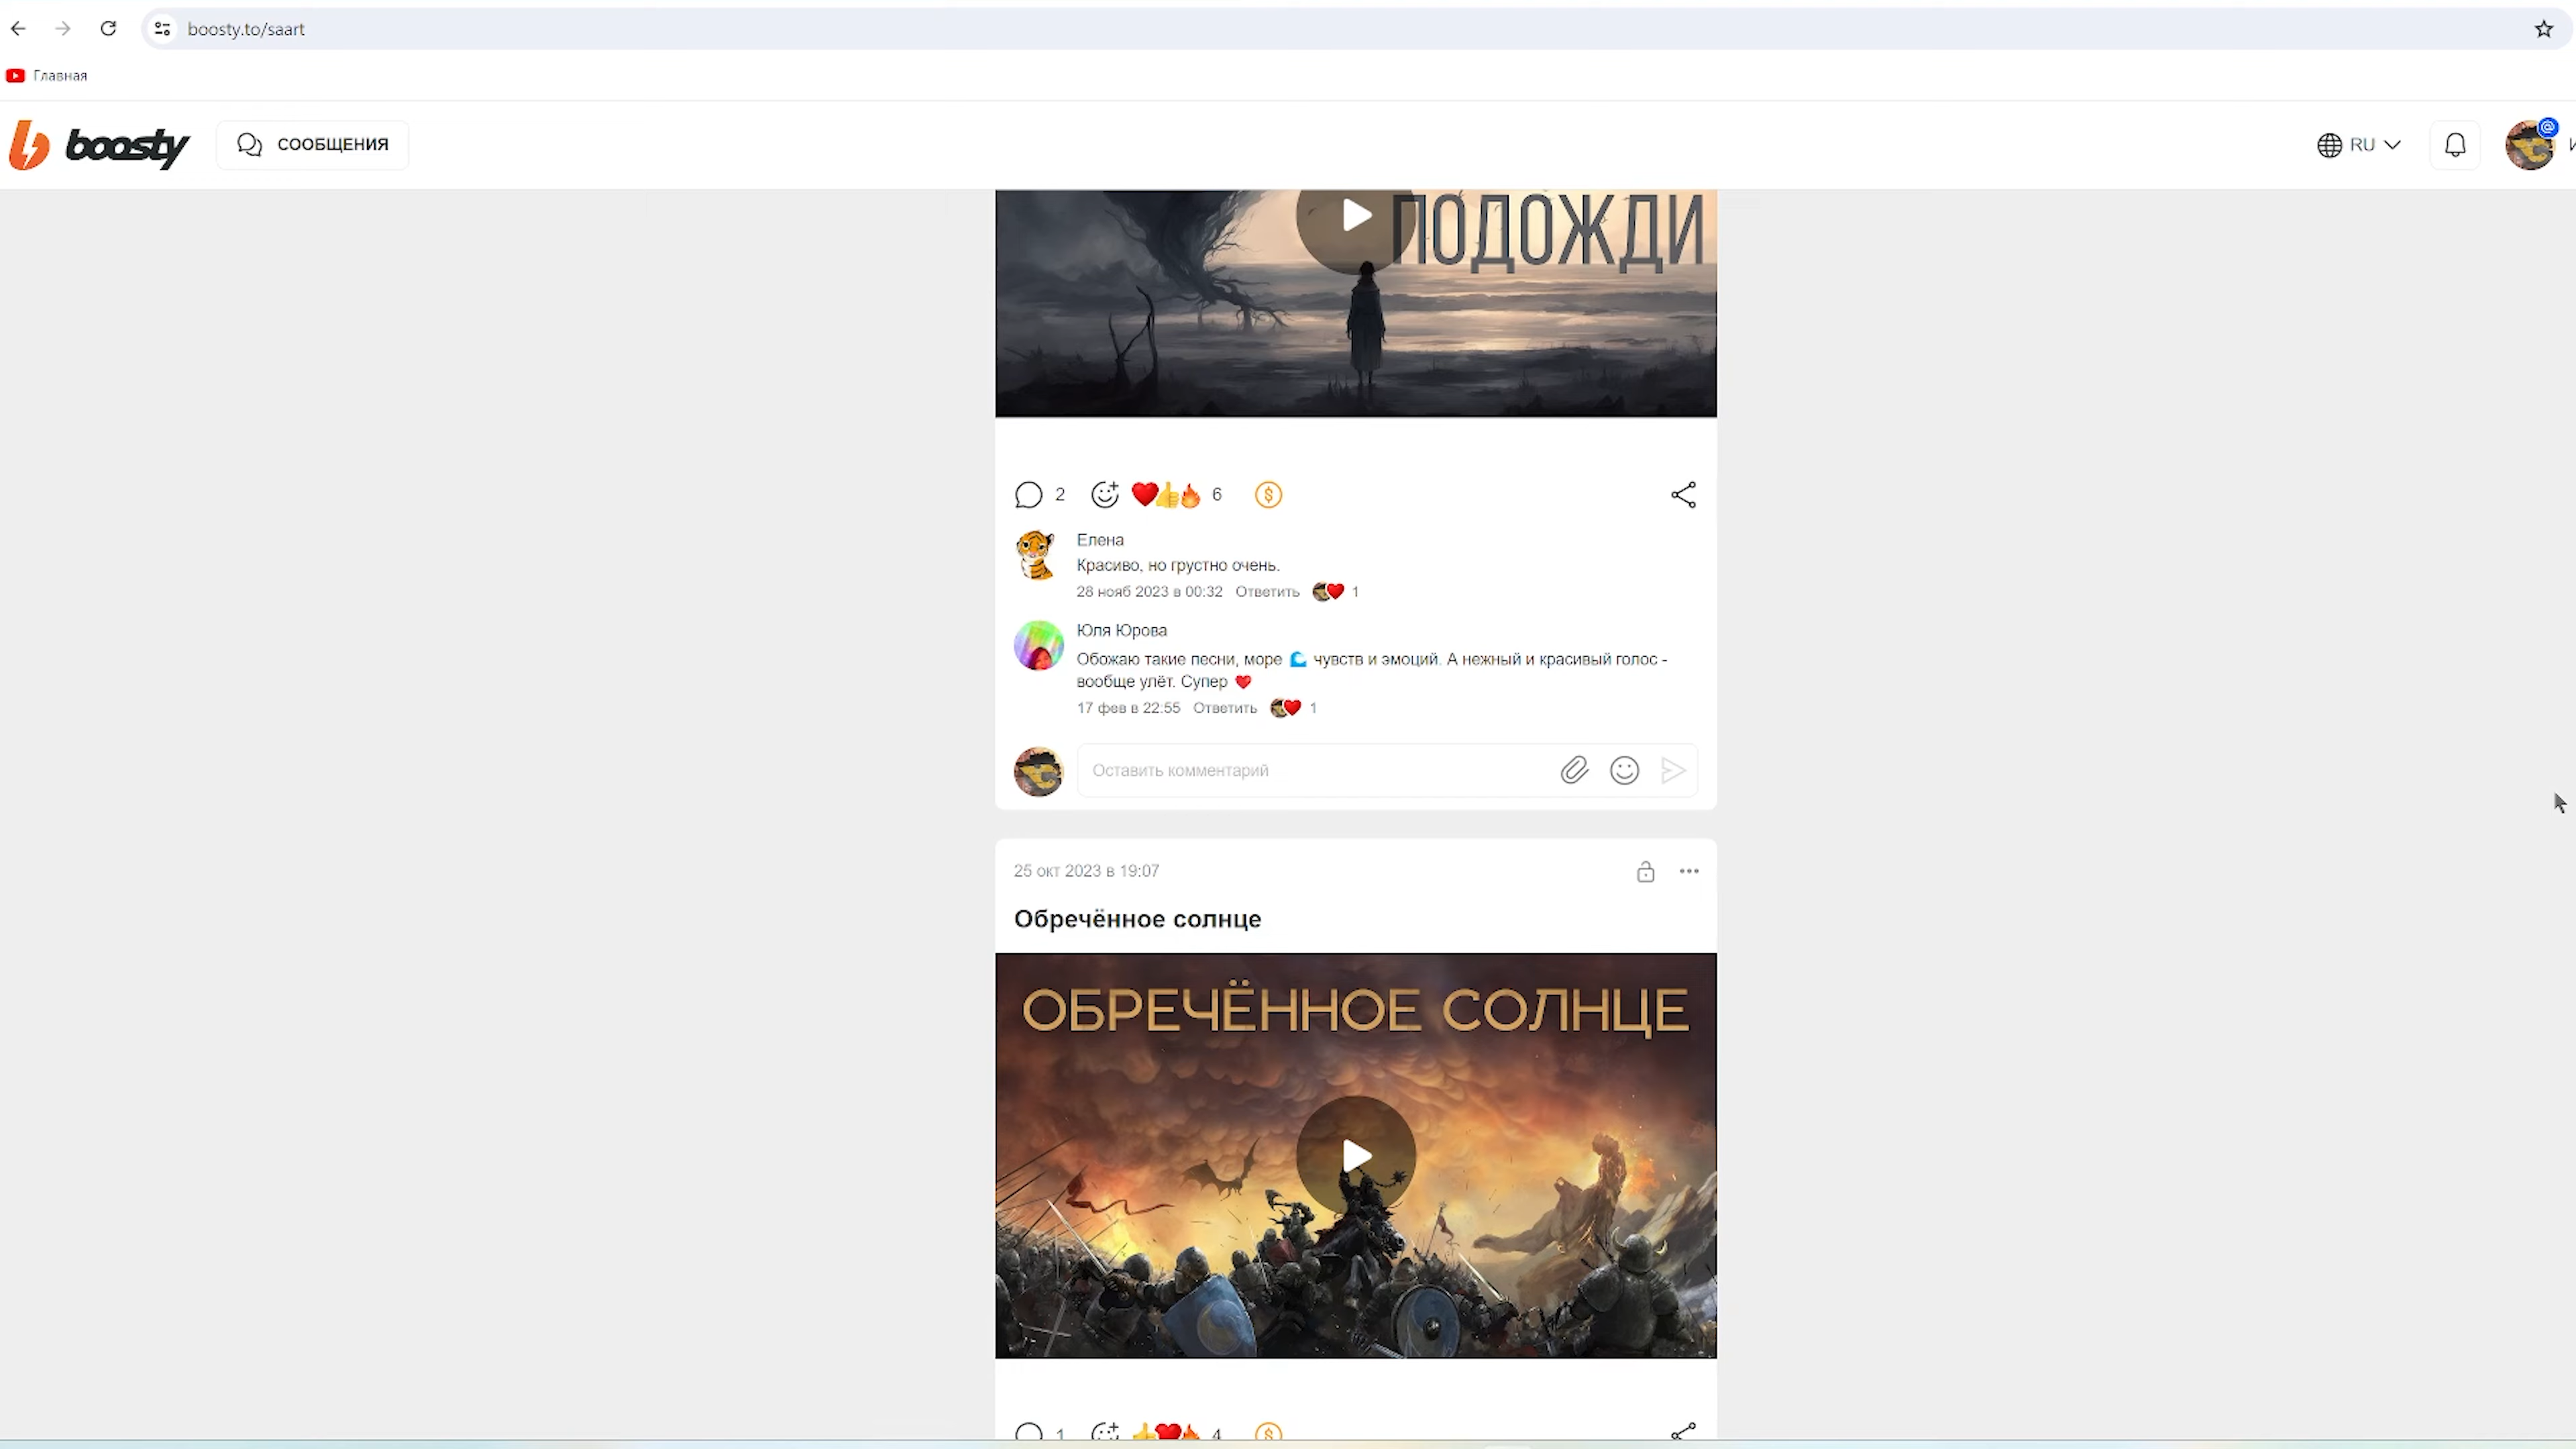 boosty.to/saart
Главная
boosty
СООБЩЕНИЯ
RU
ПОДОЖДИ
2
6
Елена
Красиво, но грустно очень.
28 нояб 2023 в 00:32 Ответить 1
Юля Юрова
Обожаю такие песни, море 🌊 чувств и эмоций. А нежный и красивый голос -
вообще улёт. Супер ❤️
17 фев в 22:55 Ответить 1
Оставить комментарий
25 окт 2023 в 19:07
Обречённое солнце
ОБРЕЧЁННОЕ СОЛНЦЕ
1
4